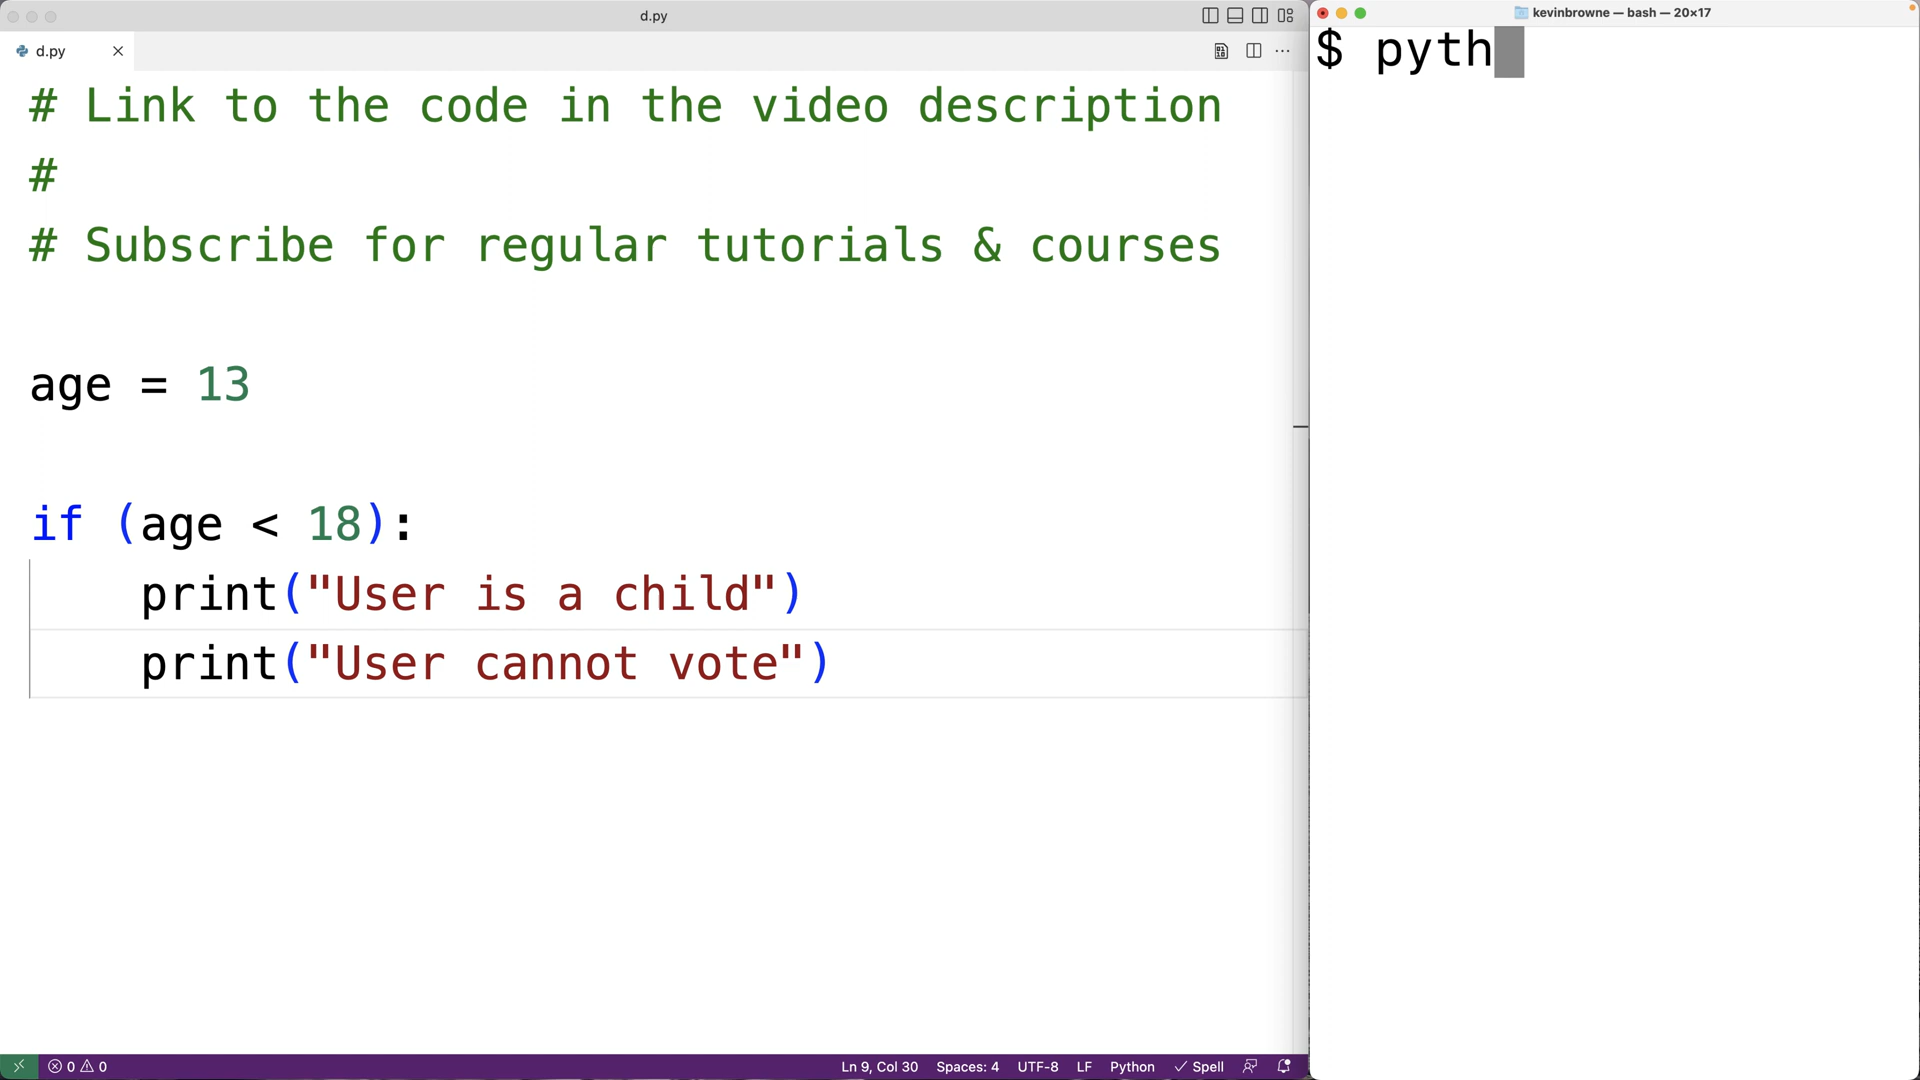 d.py
d.py
# Link to the code in the video description
#
# Subscribe for regular tutorials & courses
age = 13
if (age < 18):
    print("User is a child")
    print("User cannot vote")
0 0
Ln 9, Col 30 Spaces: 4 UTF-8 LF Python Spell
kevinbrowne — bash — 20×17
$ pyth